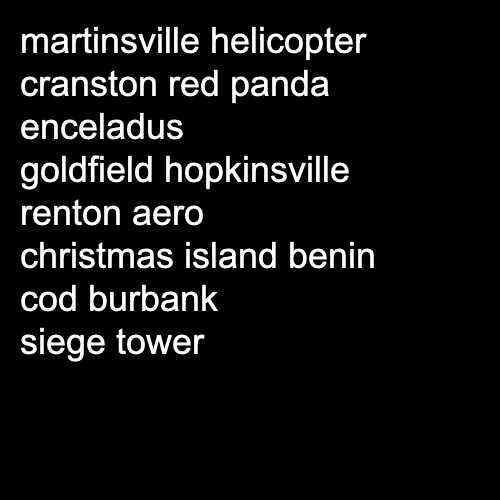 martinsville helicopter
cranston red panda
enceladus
goldfield hopkinsville
renton aero
christmas island benin
cod burbank
siege tower